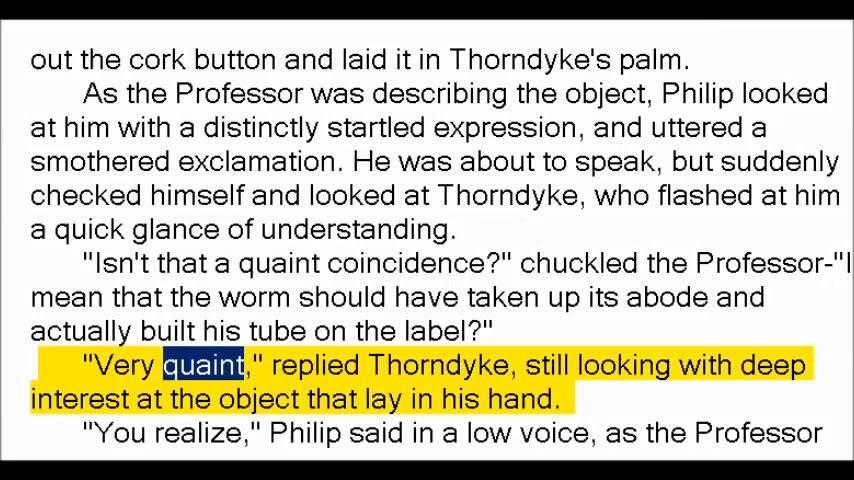 out the cork button and laid it in Thorndyke's palm.
As the Professor was describing the object, Philip looked
at him with a distinctly startled expression, and uttered a
smothered exclamation. He was about to speak, but suddenly
checked himself and looked at Thorndyke, who flashed at him
a quick glance of understanding.
"Isn't that a quaint coincidence?" chuckled the Professor-"I
mean that the worm should have taken up its abode and
actually built his tube on the label?"
"Very quaint," replied Thorndyke, still looking with deep
interest at the object that lay in his hand.
"You realize," Philip said in a low voice, as the Professor